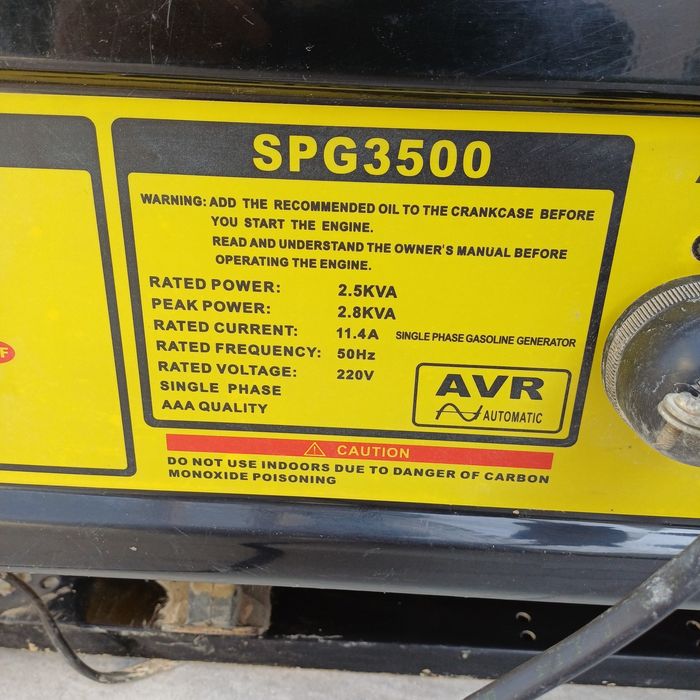 SPG3500
WARNING: ADD THE RECOMMENDED OIL TO THE CRANKCASE BEFORE
YOU START THE ENGINE.
READ AND UNDERSTAND THE OWNER'S MANUAL BEFORE
OPERATING THE ENGINE.
RATED POWER: 2.5KVA
PEAK POWER: 2.8KVA
RATED CURRENT: 11.4A SINGLE PHASE GASOLINE GENERATOR
RATED FREQUENCY: 50Hz
RATED VOLTAGE: 220V
SINGLE PHASE
AAA QUALITY
AVR
AUTOMATIC
CAUTION
DO NOT USE INDOORS DUE TO DANGER OF CARBON
MONOXIDE POISONING